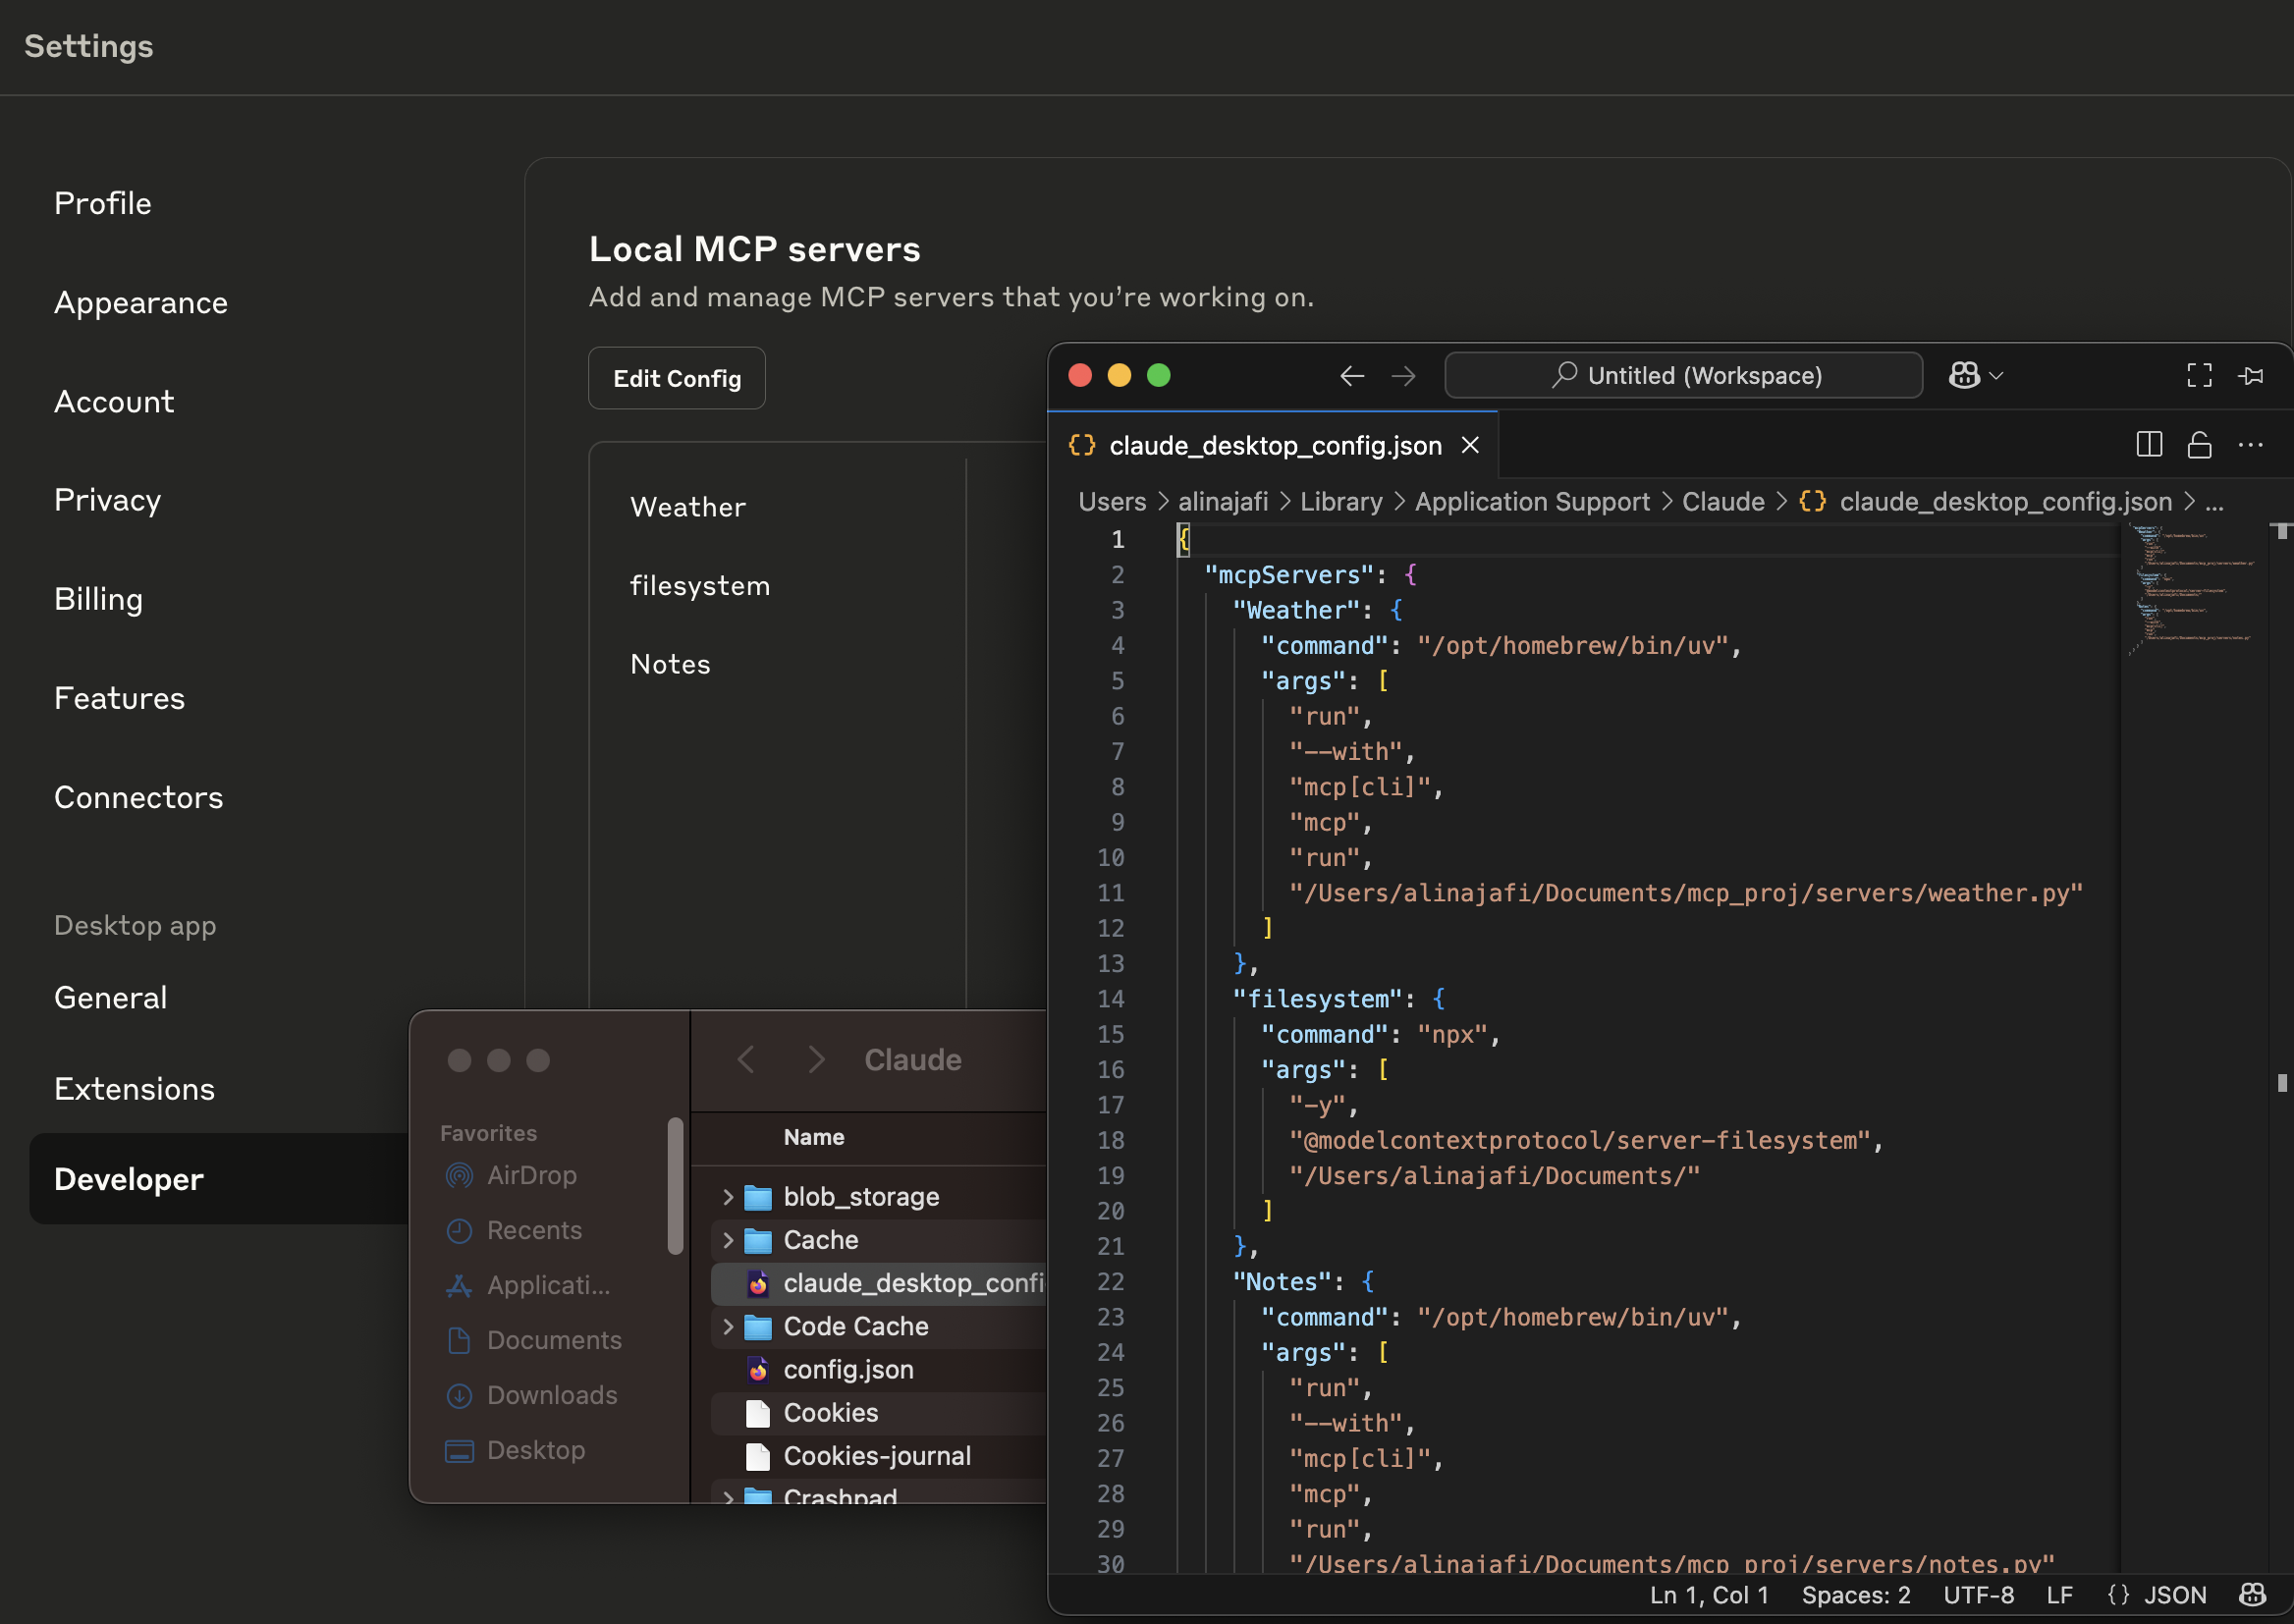 Settings
Profile
Appearance
Account
Privacy
Billing
Features
Connectors
Desktop app
General
Extensions
Developer
Local MCP servers
Add and manage MCP servers that you’re working on.
Edit Config
Weather
filesystem
Notes
Claude
Favorites
AirDrop
Recents
Applicati...
Documents
Downloads
Desktop
Name
blob_storage
Cache
claude_desktop_confi
Code Cache
config.json
Cookies
Cookies-journal
Crashpad
Untitled (Workspace)
{} claude_desktop_config.json
Users > alinajafi > Library > Application Support > Claude > {} claude_desktop_config.json > ...
1 {
2 "mcpServers": {
3 "Weather": {
4 "command": "/opt/homebrew/bin/uv",
5 "args": [
6 "run",
7 "--with",
8 "mcp[cli]",
9 "mcp",
10 "run",
11 "/Users/alinajafi/Documents/mcp_proj/servers/weather.py"
12 ]
13 },
14 "filesystem": {
15 "command": "npx",
16 "args": [
17 "-y",
18 "@modelcontextprotocol/server-filesystem",
19 "/Users/alinajafi/Documents/"
20 ]
21 },
22 "Notes": {
23 "command": "/opt/homebrew/bin/uv",
24 "args": [
25 "run",
26 "--with",
27 "mcp[cli]",
28 "mcp",
29 "run",
30 "/Users/alinajafi/Documents/mcp_proj/servers/notes.py"
Ln 1, Col 1 Spaces: 2 UTF-8 LF {} JSON